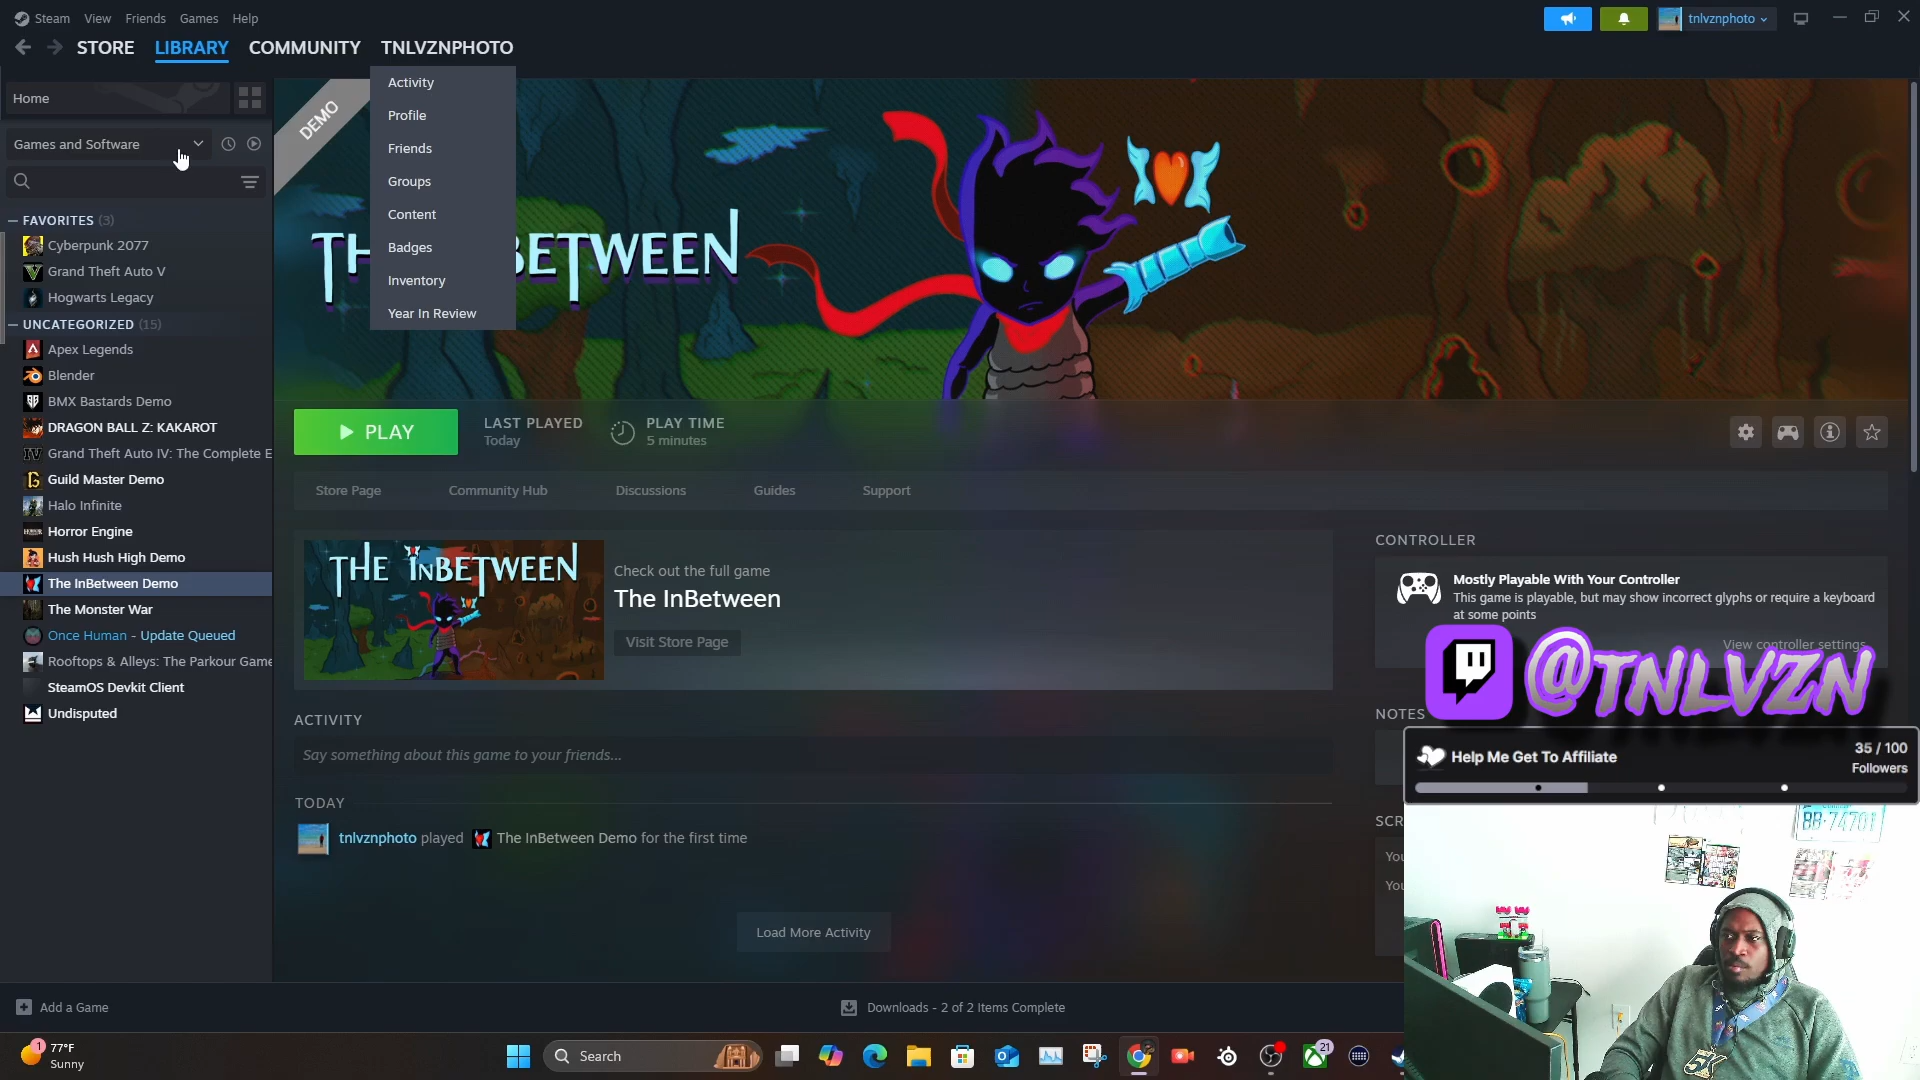 Steam View Friends Games Help
tnlvznphoto
STORE LIBRARY COMMUNITY TNLVZNPHOTO
Activity
Profile
Friends
Groups
Content
Badges
Inventory
Year In Review
Home
Games and Software
FAVORITES (3)
Cyberpunk 2077
Grand Theft Auto V
Hogwarts Legacy
UNCATEGORIZED (15)
Apex Legends
Blender
BMX Bastards Demo
DRAGON BALL Z: KAKAROT
Grand Theft Auto IV: The Complete E
Guild Master Demo
Halo Infinite
Horror Engine
Hush Hush High Demo
The InBetween Demo
The Monster War
Once Human - Update Queued
Rooftops & Alleys: The Parkour Game
SteamOS Devkit Client
Undisputed
DEMO
TH BETWEEN
PLAY
LAST PLAYED
Today
PLAY TIME
5 minutes
Store Page Community Hub Discussions Guides Support
THE INBETWEEN
Check out the full game
The InBetween
Visit Store Page
CONTROLLER
Mostly Playable With Your Controller
This game is playable, but may show incorrect glyphs or require a keyboard
at some points
View controller settings
@TNLVZN
NOTES
Help Me Get To Affiliate
35 / 100
Followers
SCR
You
You
ACTIVITY
Say something about this game to your friends...
TODAY
tnlvznphoto played The InBetween Demo for the first time
Load More Activity
BB-74701
Add a Game
Downloads - 2 of 2 Items Complete
1
77°F
Sunny
Search
21